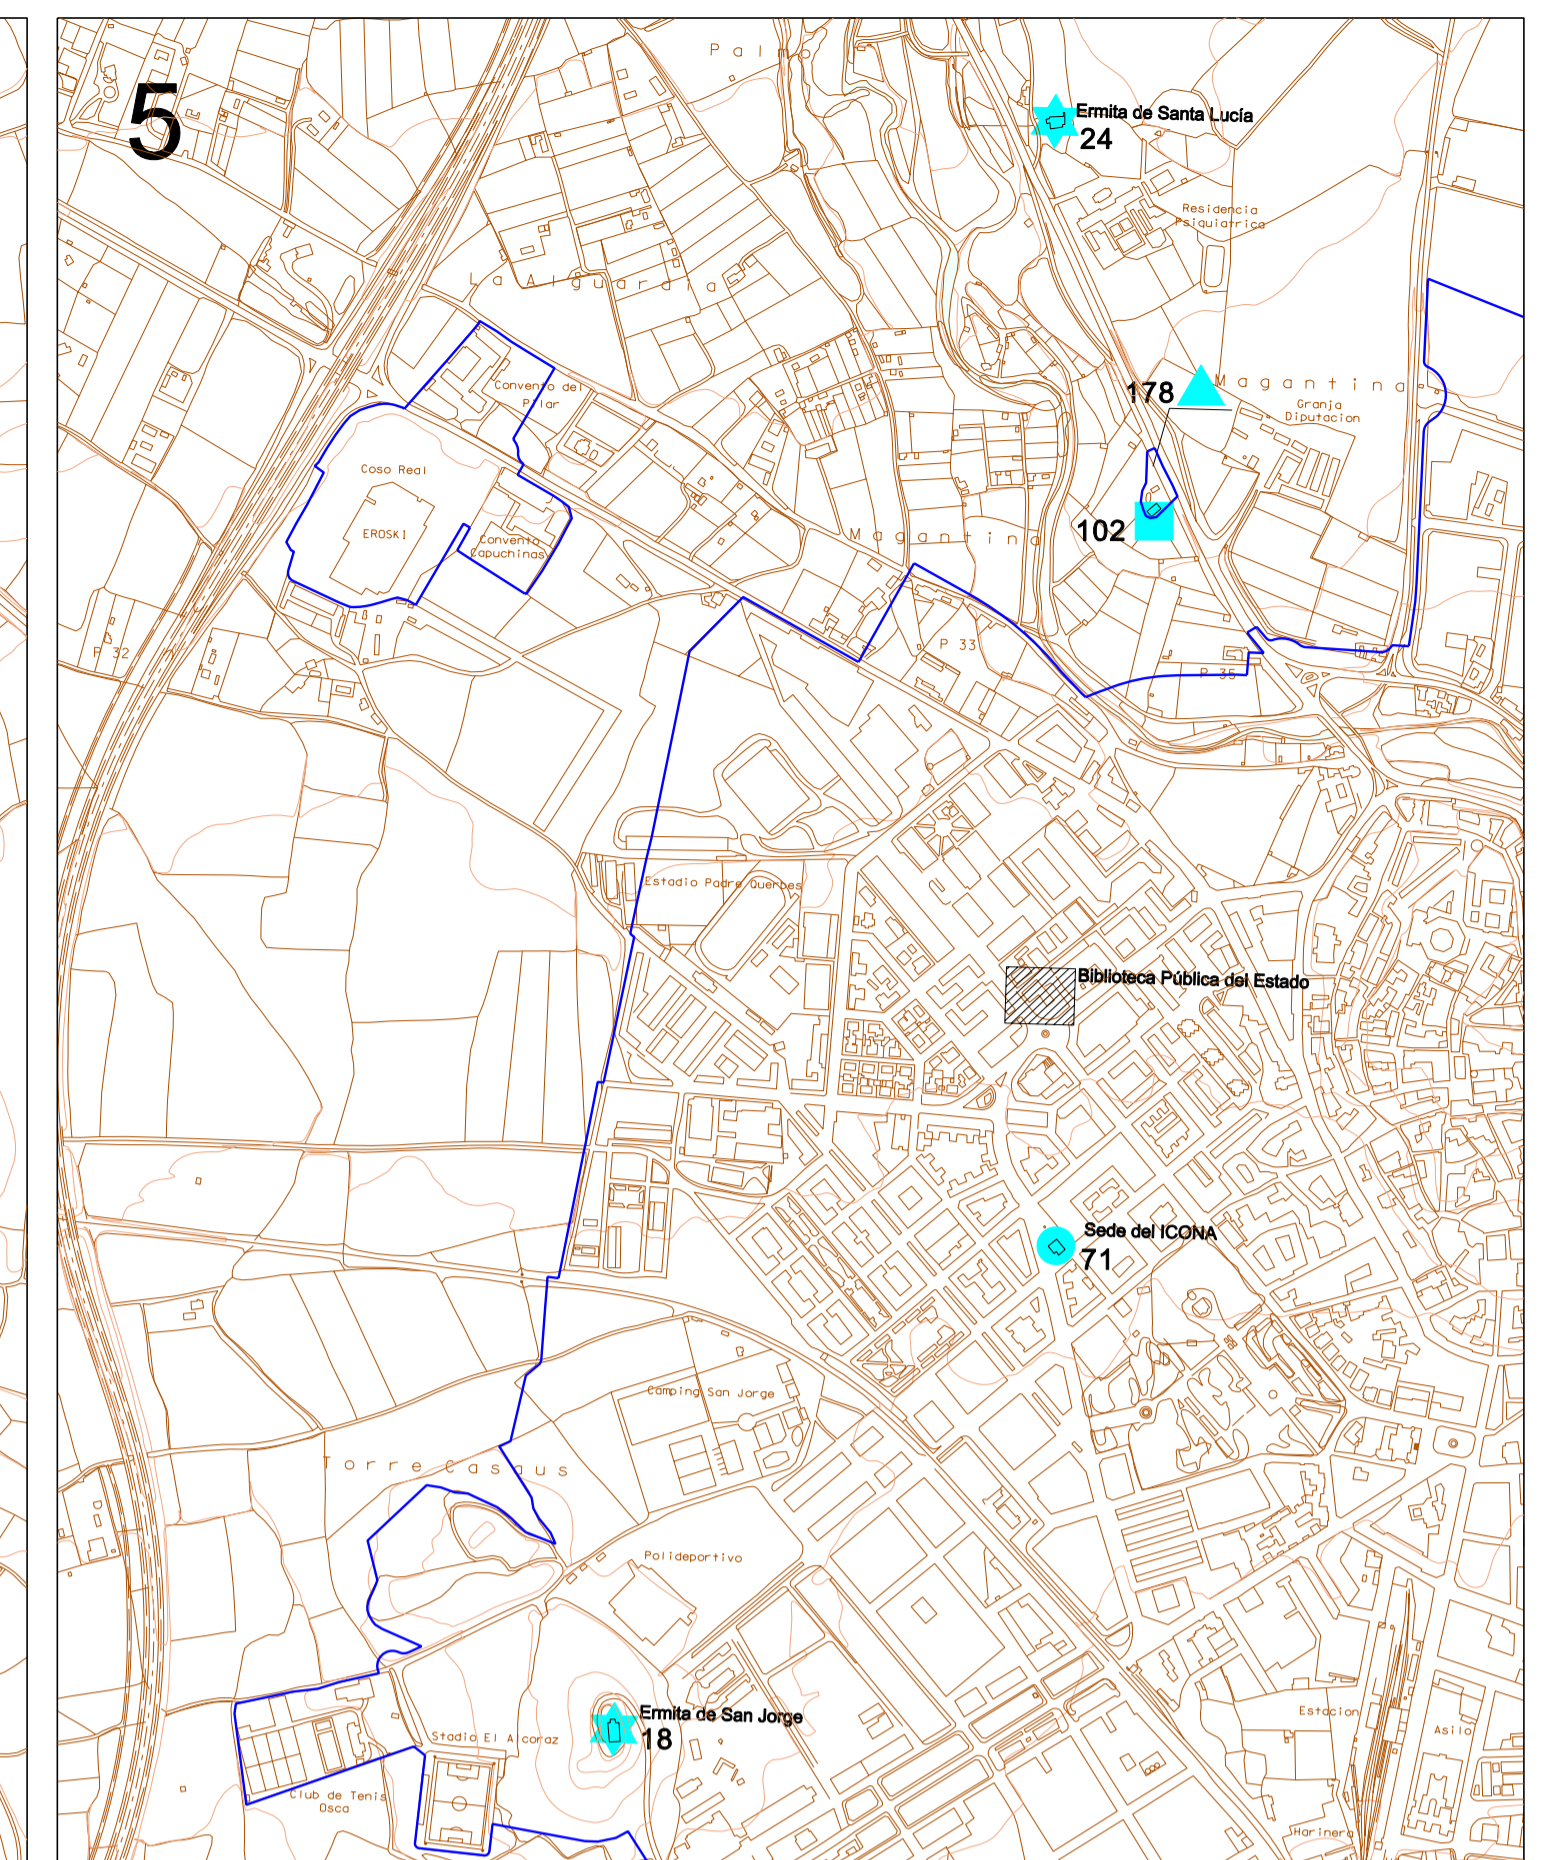 5
Palmo
Ermita de Santa Lucía
24
Residencia
Psiquiatrica
La Alguardia
178
Magantina
Granja
Diputacion
Convento del
Pilar
Coso Real
EROSKI
Convento
Capuchinas
Magantina
102
P 32
P 33
P 35
Estadio Padre Querbes
Biblioteca Pública del Estado
Sede del ICONA
71
Camping San Jorge
Torre Casaus
Polideportivo
Ermita de San Jorge
18
Stadio El Alcoraz
Estacion
Asilo
Club de Tenis
Osca
Harinera